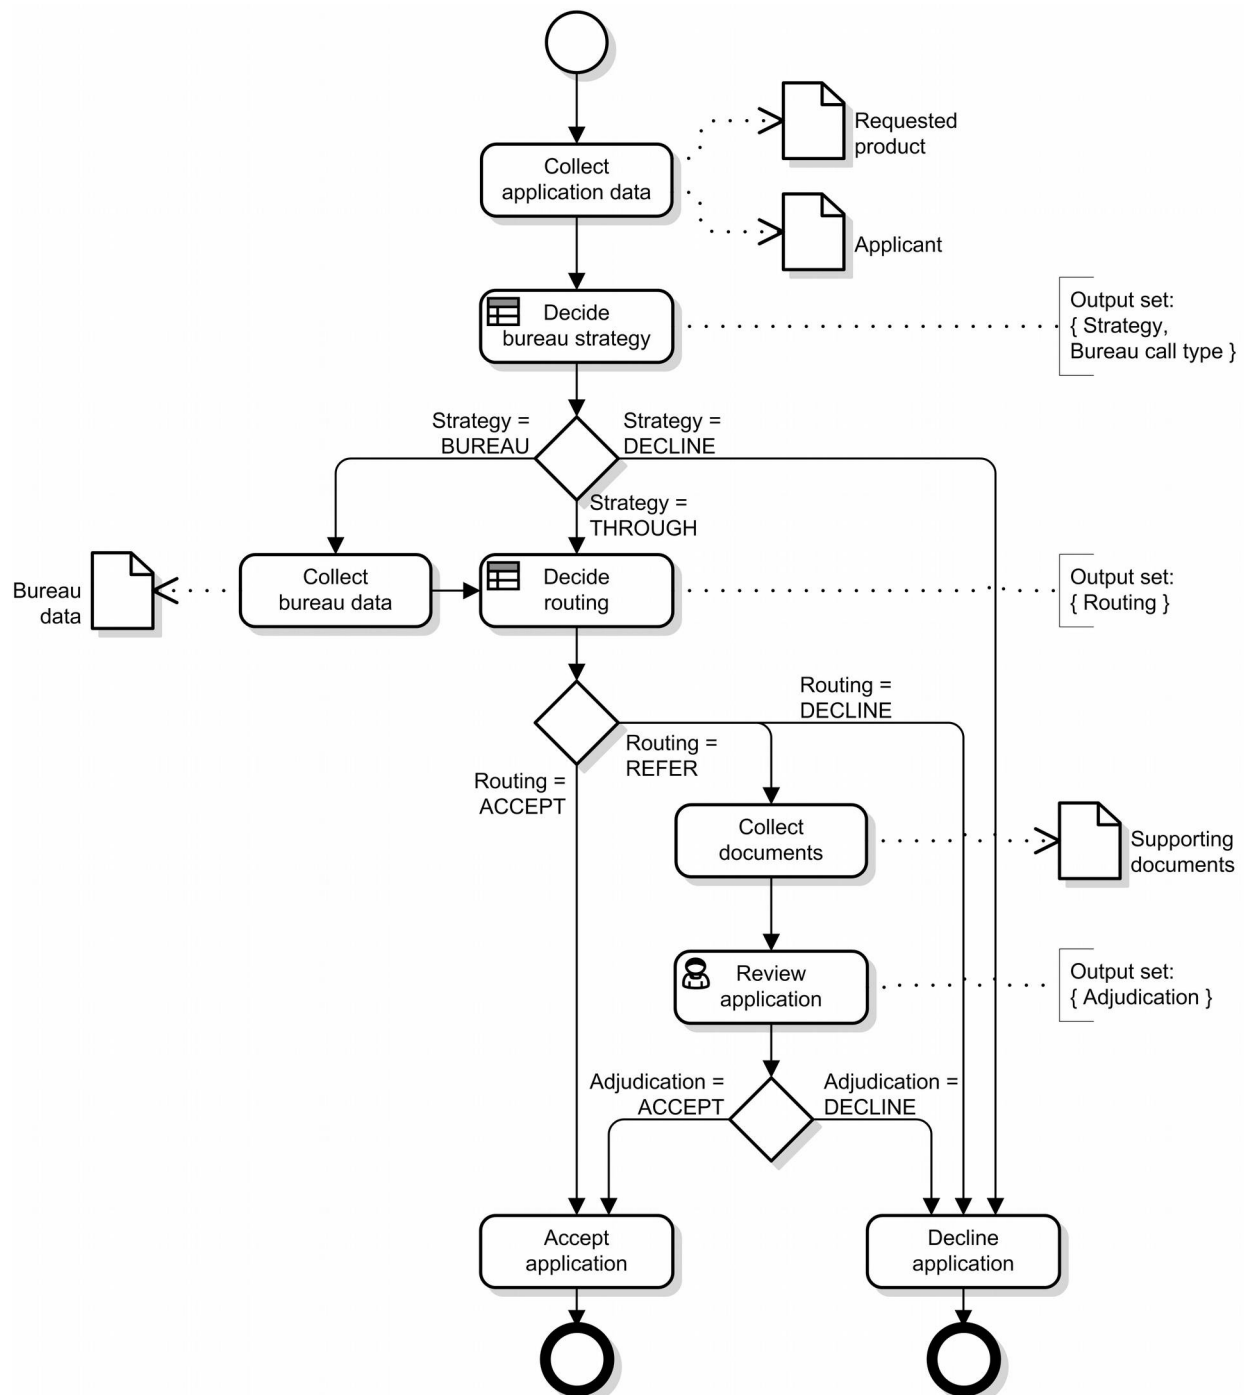 Requested
product
Collect
application data
Applicant
Output set:
{ Strategy,
Bureau call type }
Decide
bureau strategy
Strategy =
BUREAU
Strategy =
DECLINE
Strategy =
THROUGH
Bureau
data
Collect
bureau data
Decide
routing
Output set:
{ Routing }
Routing =
DECLINE
Routing =
REFER
Routing =
ACCEPT
Collect
documents
Supporting
documents
Review
application
Output set:
{ Adjudication }
Adjudication =
ACCEPT
Adjudication =
DECLINE
Accept
application
Decline
application